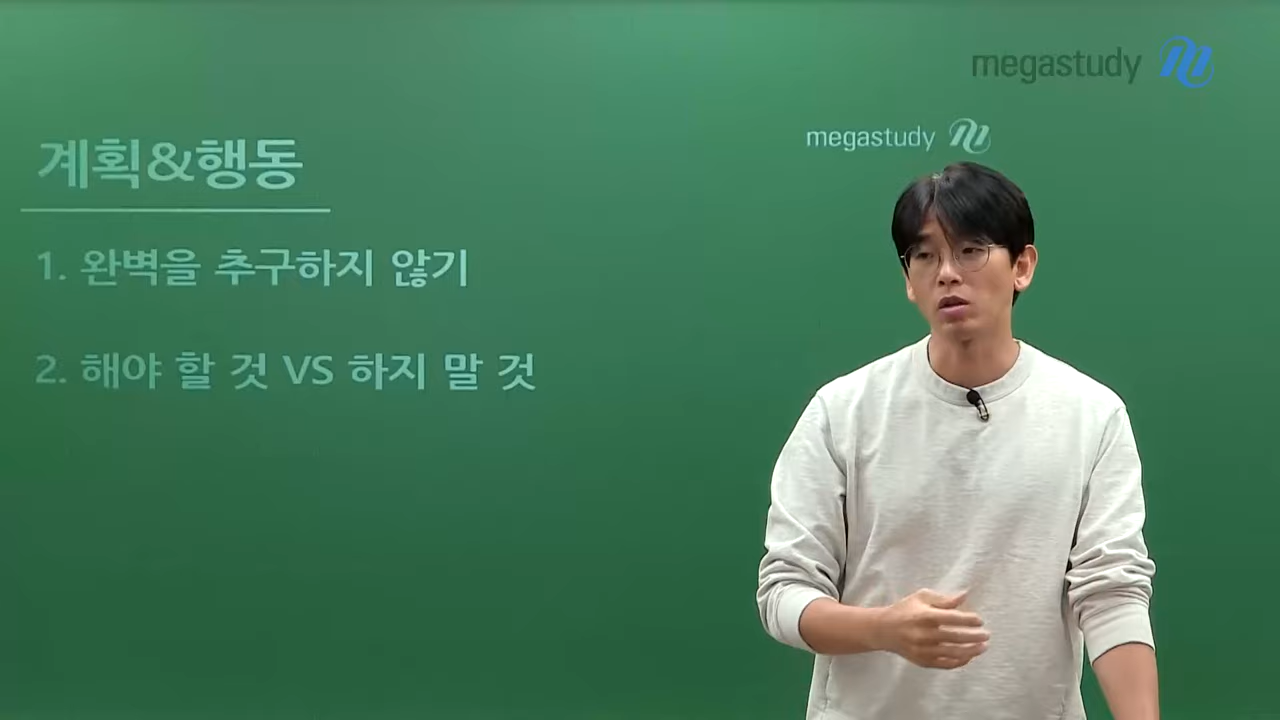 megastudy
megastudy
계획&행동
1. 완벽을 추구하지 않기
2. 해야 할 것 VS 하지 말 것